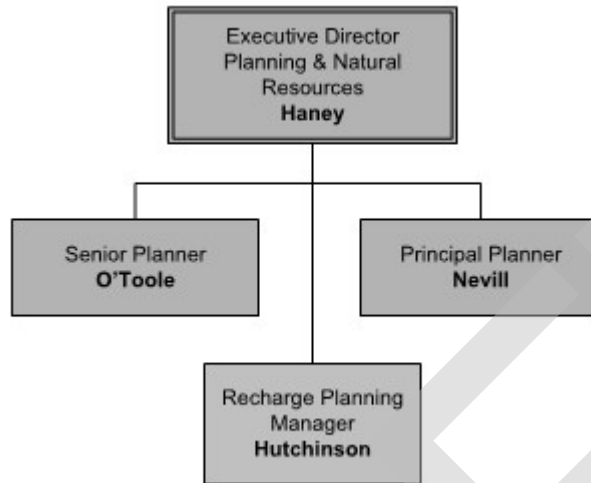 Executive Director
Planning & Natural
Resources
Haney
Senior Planner
O'Toole
Principal Planner
Nevill
Recharge Planning
Manager
Hutchinson